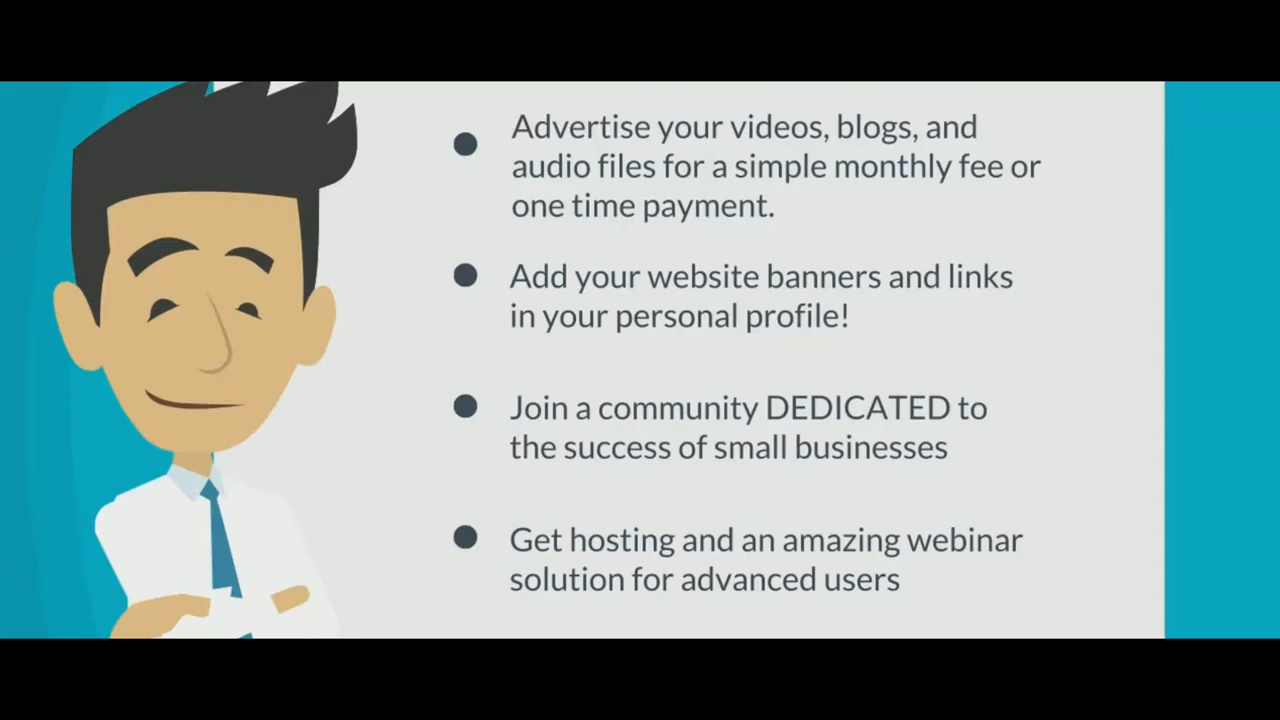 Advertise your videos, blogs, and
audio files for a simple monthly fee or
one time payment.
Add your website banners and links
in your personal profile!
Join a community DEDICATED to
the success of small businesses
Get hosting and an amazing webinar
solution for advanced users